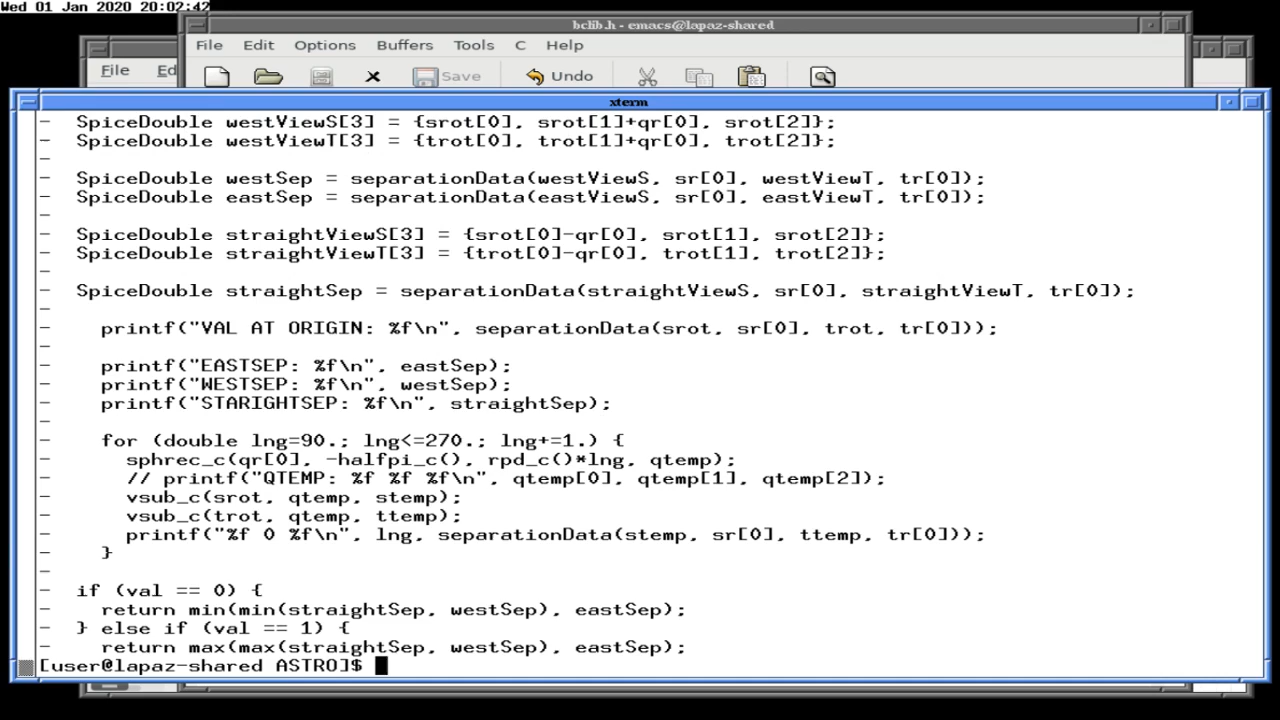 Wed 01 Jan 2020 20:02:42
bclib.h - emacs@lapaz-shared
File Edit Options Buffers Tools C Help
File Ed
Save Undo
xterm
-  SpiceDouble westViewS[3] = {srot[0], srot[1]+qr[0], srot[2]};
-  SpiceDouble westViewT[3] = {trot[0], trot[1]+qr[0], trot[2]};
-
-  SpiceDouble westSep = separationData(westViewS, sr[0], westViewT, tr[0]);
-  SpiceDouble eastSep = separationData(eastViewS, sr[0], eastViewT, tr[0]);
-
-  SpiceDouble straightViewS[3] = {srot[0]-qr[0], srot[1], srot[2]};
-  SpiceDouble straightViewT[3] = {trot[0]-qr[0], trot[1], trot[2]};
-
-  SpiceDouble straightSep = separationData(straightViewS, sr[0], straightViewT, tr[0]);
-
-    printf("VAL AT ORIGIN: %f\n", separationData(srot, sr[0], trot, tr[0]));
-
-    printf("EASTSEP: %f\n", eastSep);
-    printf("WESTSEP: %f\n", westSep);
-    printf("STARIGHTSEP: %f\n", straightSep);
-
-    for (double lng=90.; lng<=270.; lng+=1.) {
-      sphrec_c(qr[0], -halfpi_c(), rpd_c()*lng, qtemp);
-      // printf("QTEMP: %f %f %f\n", qtemp[0], qtemp[1], qtemp[2]);
-      vsub_c(srot, qtemp, stemp);
-      vsub_c(trot, qtemp, ttemp);
-      printf("%f 0 %f\n", lng, separationData(stemp, sr[0], ttemp, tr[0]));
-    }
-
-  if (val == 0) {
-    return min(min(straightSep, westSep), eastSep);
-  } else if (val == 1) {
-    return max(max(straightSep, westSep), eastSep);
[user@lapaz-shared ASTRO]$